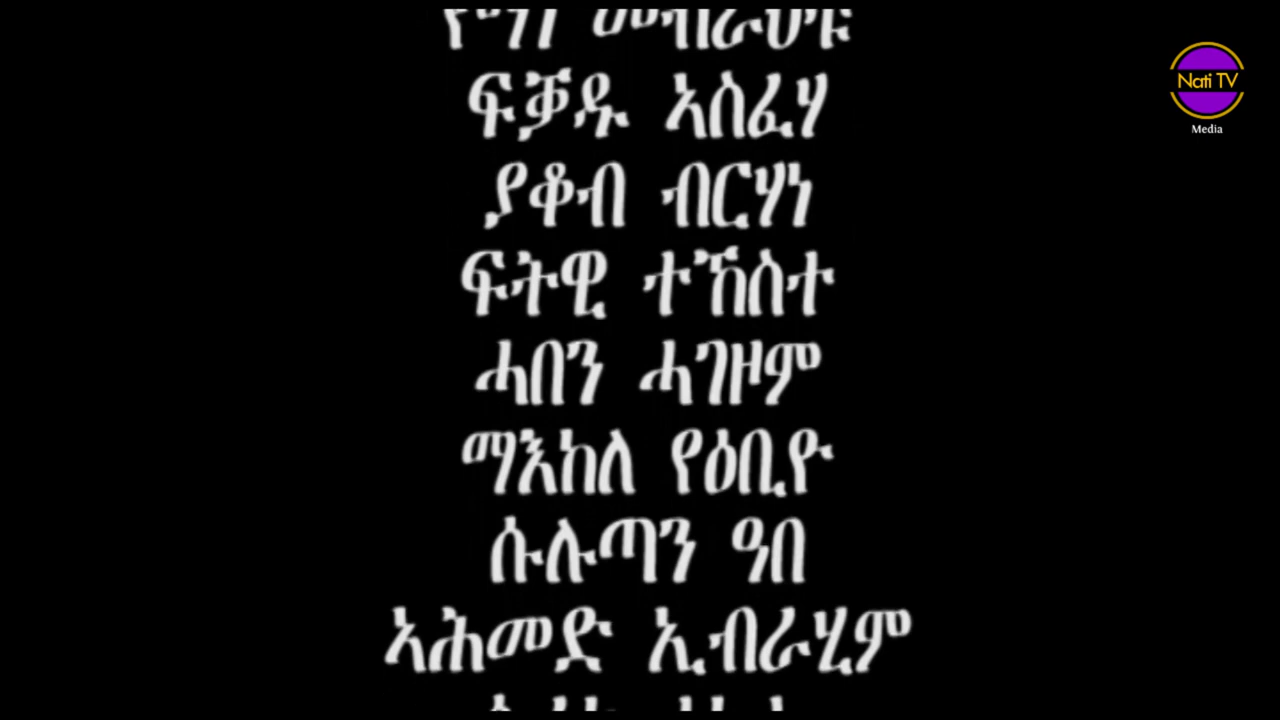 ፍቓዱ ኣስፈሃ
ያቆብ ብርሃነ
ፍትዊ ተኸስተ
ሓበን ሓገዞም
ማእከለ የዕቢዮ
ሱሉጣን ዓበ
ኣሕመድ ኢብራሂም
Nati TV
Media